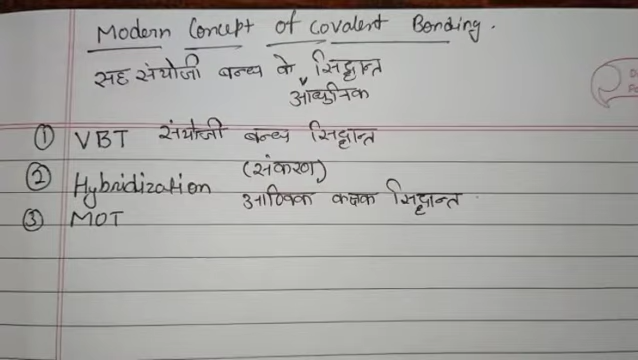 Modern Concept of Covalent Bonding.
सह संयोजी बन्ध के सिद्धान्त
आधुनिक
① VBT संयोजी बन्ध सिद्धान्त
② Hybridization (संकरण)
③ MOT आण्विक कक्षक सिद्धान्त